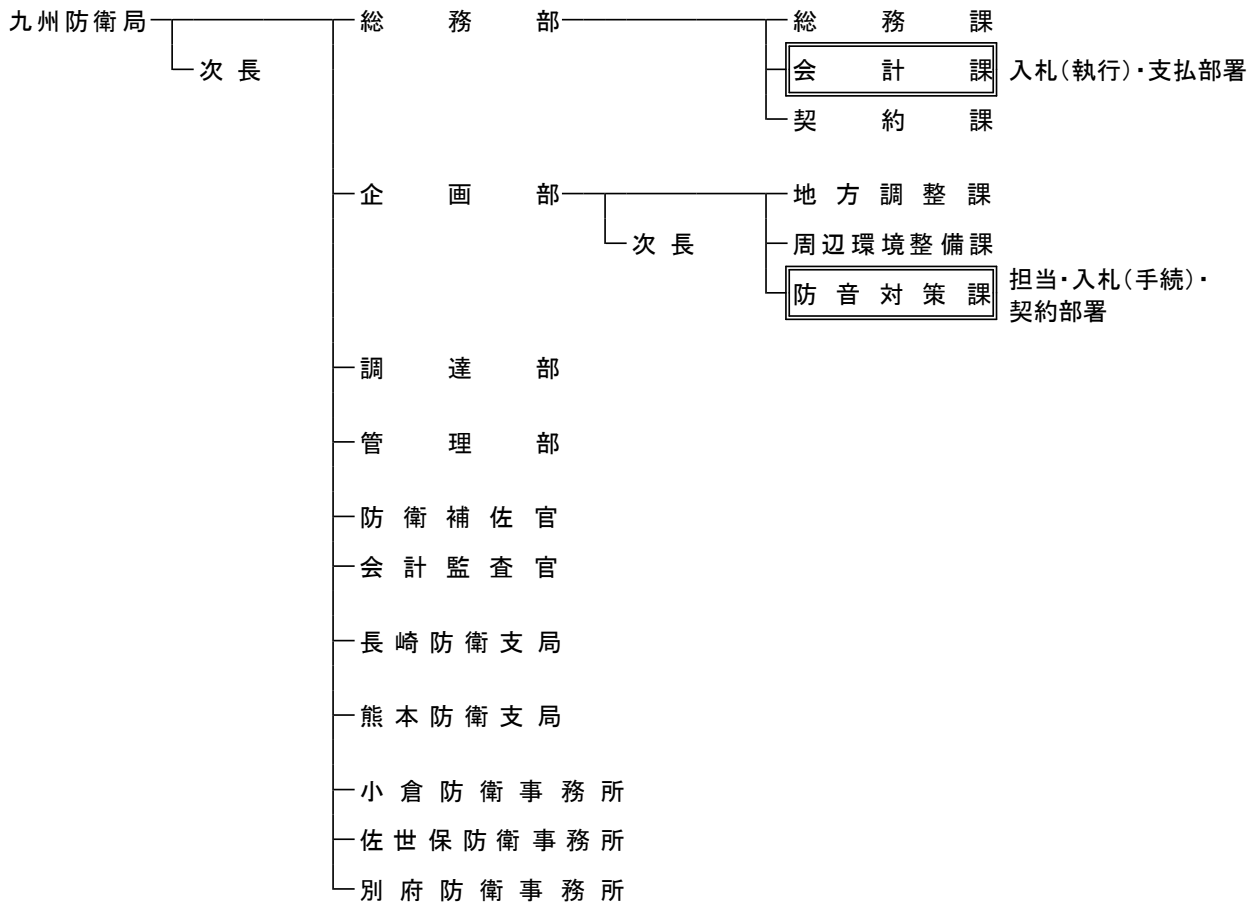 九州防衛局 総務部 総務課
次長 会計課 入札(執行)・支払部署
契約課
企画部 地方調整課
次長 周辺環境整備課
防音対策課 担当・入札(手続)・
契約部署
調達部
管理部
防衛補佐官
会計監査官
長崎防衛支局
熊本防衛支局
小倉防衛事務所
佐世保防衛事務所
別府防衛事務所